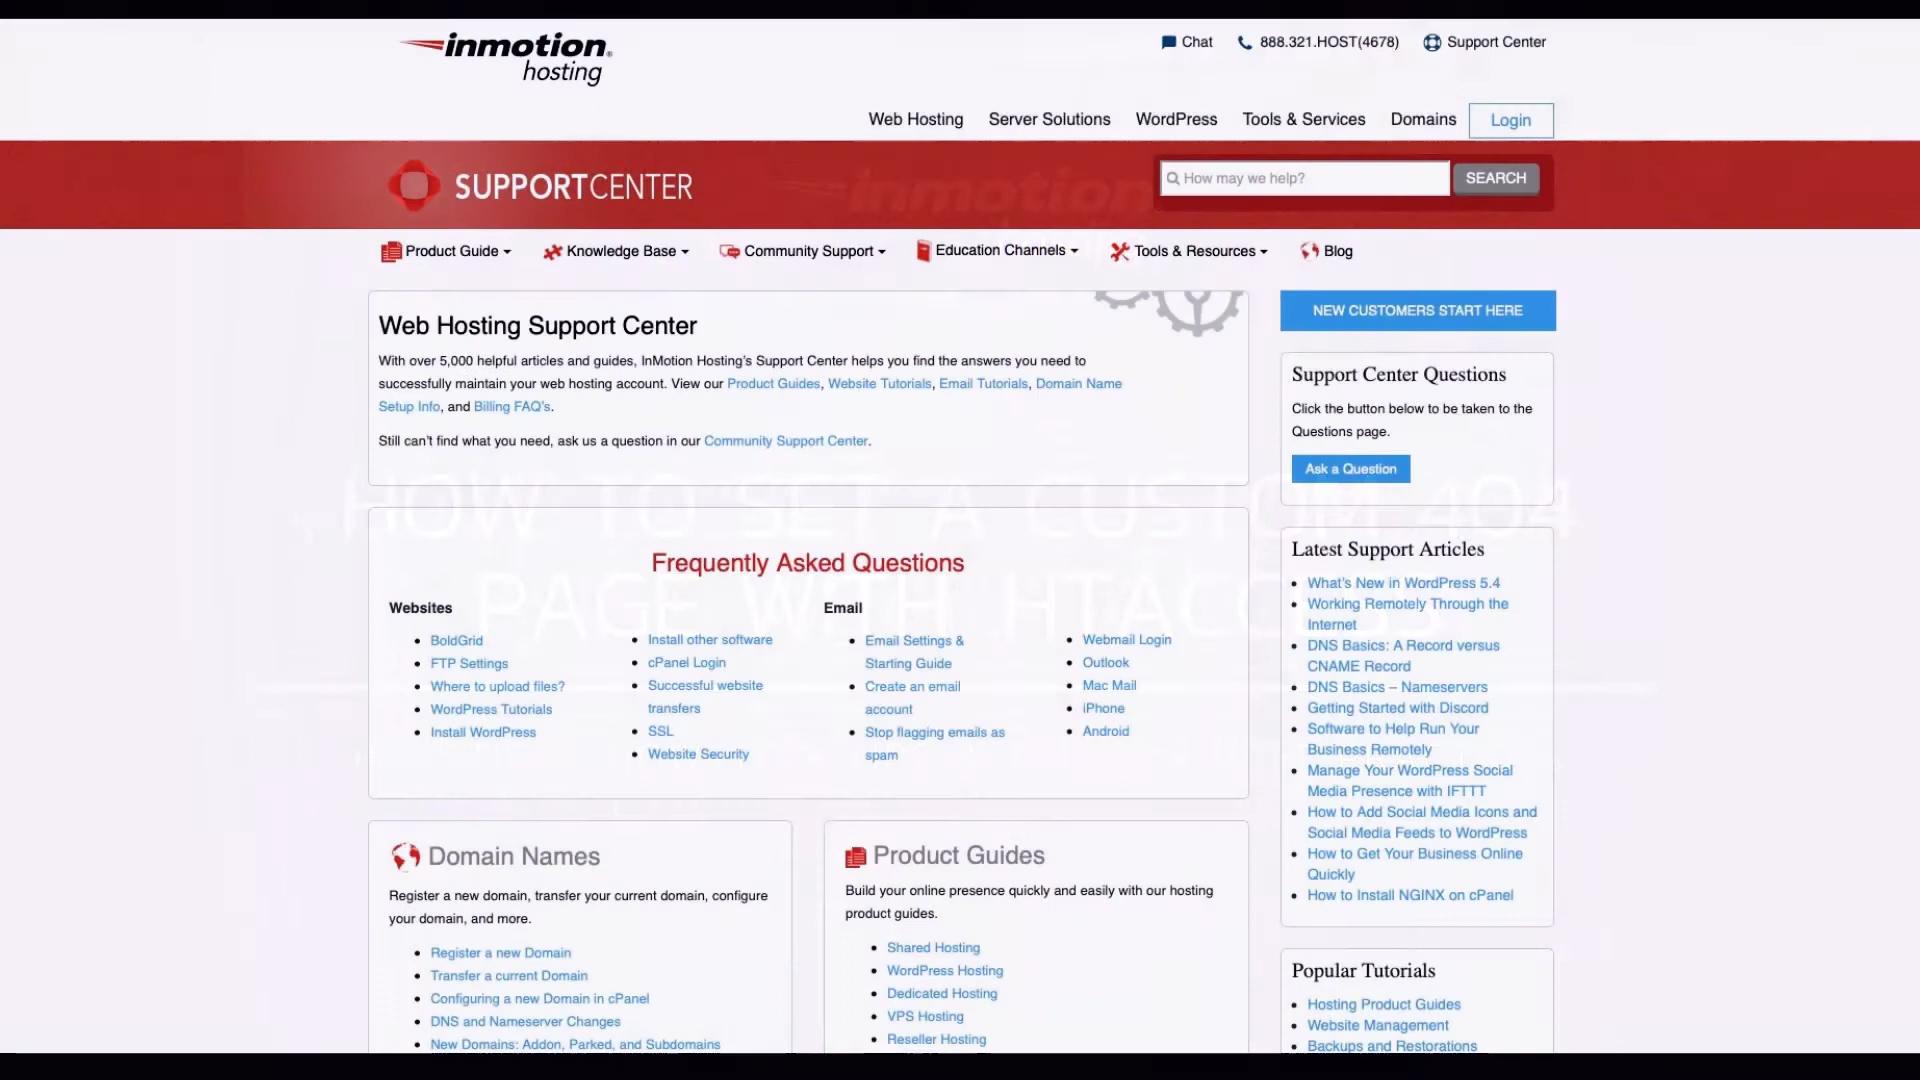 inmotion
hosting
Chat
888.321.HOST(4678)
Support Center
Web Hosting
Server Solutions
WordPress
Tools & Services
Domains
Login
SUPPORTCENTER
inmotion
How may we help?
SEARCH
Product Guide
Knowledge Base
Community Support
Education Channels
Tools & Resources
Blog
Web Hosting Support Center
With over 5,000 helpful articles and guides, InMotion Hosting's Support Center helps you find the answers you need to
successfully maintain your web hosting account. View our Product Guides, Website Tutorials, Email Tutorials, Domain Name
Setup Info, and Billing FAQ's.
Still can't find what you need, ask us a question in our Community Support Center.
HOW TO SET A CUSTOM 404
PAGE WITH HTACCESS
Frequently Asked Questions
Websites
BoldGrid
FTP Settings
Where to upload files?
WordPress Tutorials
Install WordPress
Install other software
cPanel Login
Successful website
transfers
SSL
Website Security
Email
Email Settings &
Starting Guide
Create an email
account
Stop flagging emails as
spam
Webmail Login
Outlook
Mac Mail
iPhone
Android
Domain Names
Register a new domain, transfer your current domain, configure
your domain, and more.
Register a new Domain
Transfer a current Domain
Configuring a new Domain in cPanel
DNS and Nameserver Changes
New Domains: Addon, Parked, and Subdomains
Product Guides
Build your online presence quickly and easily with our hosting
product guides.
Shared Hosting
WordPress Hosting
Dedicated Hosting
VPS Hosting
Reseller Hosting
NEW CUSTOMERS START HERE
Support Center Questions
Click the button below to be taken to the
Questions page.
Ask a Question
Latest Support Articles
What's New in WordPress 5.4
Working Remotely Through the
Internet
DNS Basics: A Record versus
CNAME Record
DNS Basics – Nameservers
Getting Started with Discord
Software to Help Run Your
Business Remotely
Manage Your WordPress Social
Media Presence with IFTTT
How to Add Social Media Icons and
Social Media Feeds to WordPress
How to Get Your Business Online
Quickly
How to Install NGINX on cPanel
Popular Tutorials
Hosting Product Guides
Website Management
Backups and Restorations